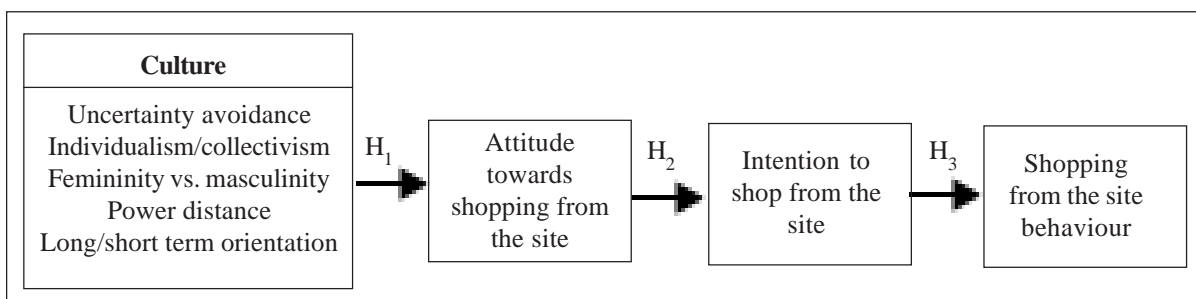 Culture
Uncertainty avoidance
Individualism/collectivism
Femininity vs. masculinity
Power distance
Long/short term orientation
H₁
Attitude
towards
shopping from
the site
H₂
Intention to
shop from the
site
H₃
Shopping
from the site
behaviour